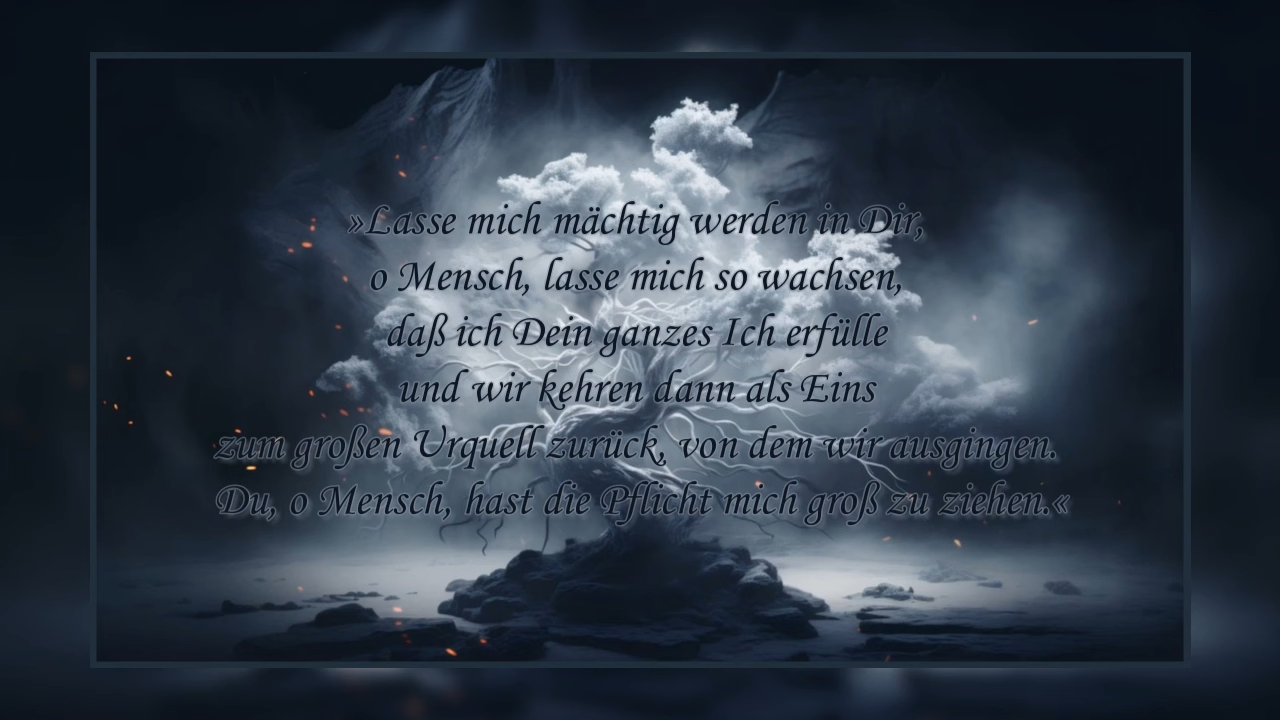 »Lasse mich mächtig werden in Dir,
o Mensch, lasse mich so wachsen,
daß ich Dein ganzes Ich erfülle
und wir kehren dann als Eins
zum großen Urquell zurück, von dem wir ausgingen.
Du, o Mensch, hast die Pflicht mich groß zu ziehen.«